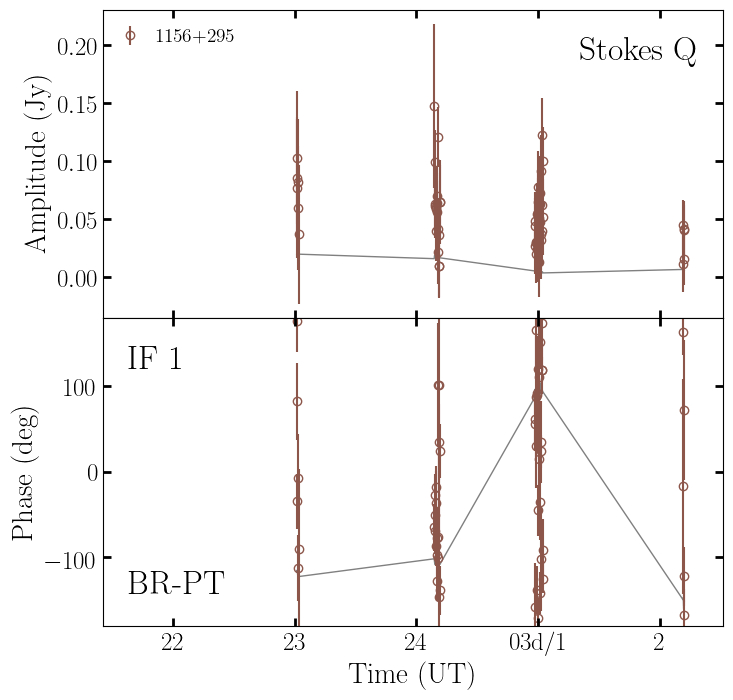 1156+295
Stokes Q
0.20
0.15
0.10
0.05
0.00
Amplitude (Jy)
IF 1
100
0
−100
Phase (deg)
BR-PT
22 23 24 03d/1 2
Time (UT)